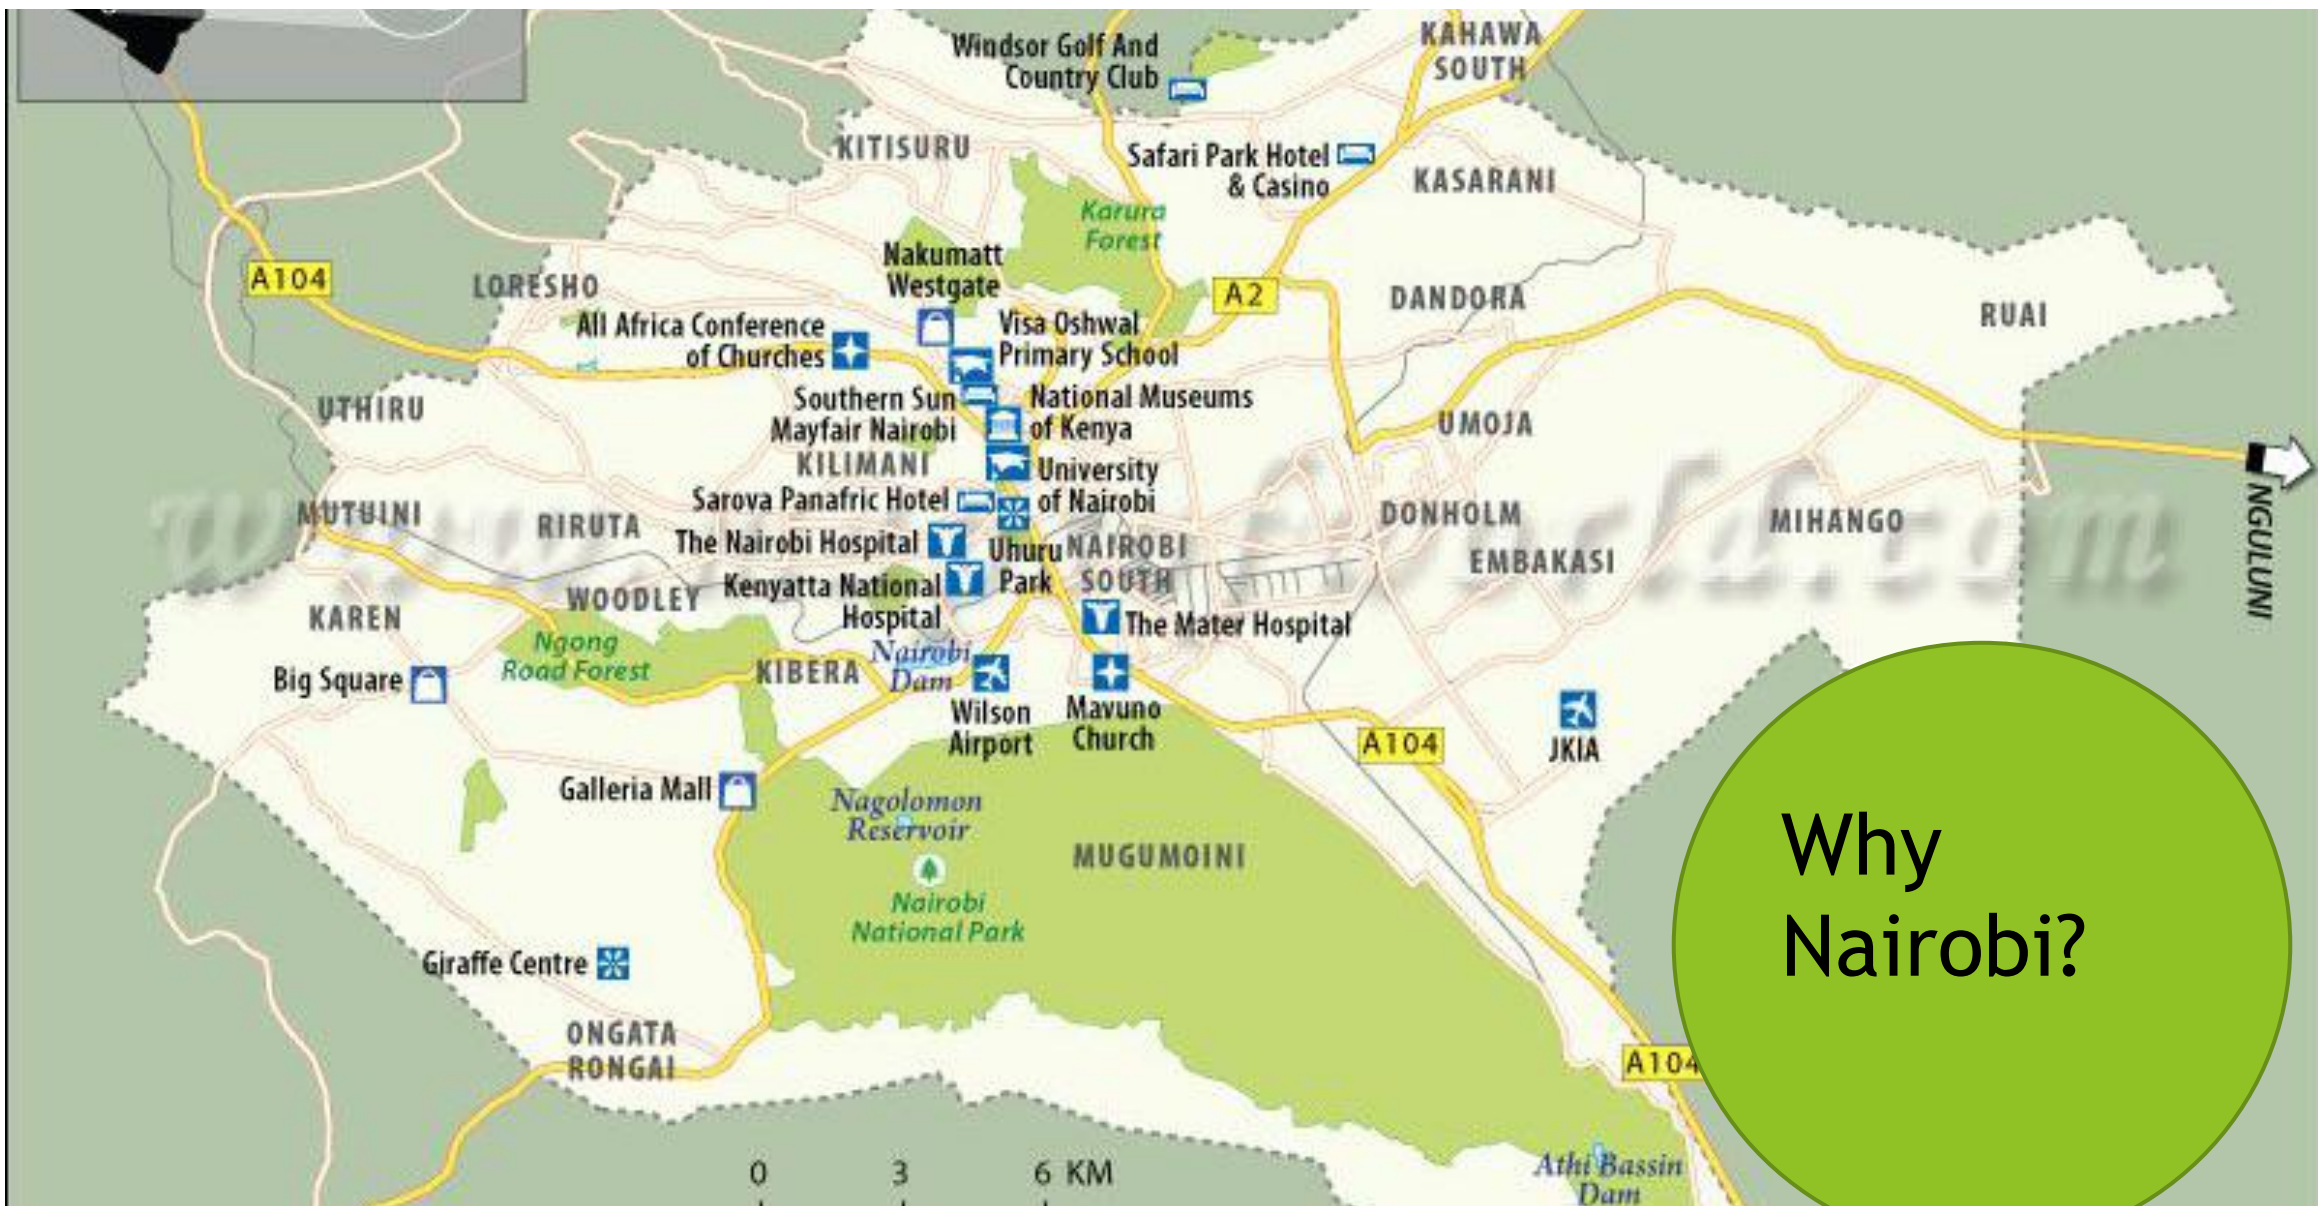 Windsor Golf And
Country Club
KAHAWA
SOUTH
KITISURU
Safari Park Hotel
& Casino
KASARANI
Karura
Forest
Nakumatt
Westgate
A104
LORESHO
A2
DANDORA
RUAI
All Africa Conference
of Churches
Visa Oshwal
Primary School
UTHIRU
Southern Sun
Mayfair Nairobi
National Museums
of Kenya
UMOJA
KILIMANI
University
of Nairobi
Sarova Panafric Hotel
MUTUINI
RIRUTA
The Nairobi Hospital
Uhuru
Park
NAIROBI
SOUTH
DONHOLM
MIHANGO
EMBAKASI
NGULUNI
Kenyatta National
Hospital
WOODLEY
KAREN
The Mater Hospital
Ngong
Road Forest
KIBERA
Nairobi
Dam
Big Square
Wilson
Airport
Mavuno
Church
A104
JKIA
Galleria Mall
Nagolomon
Reservoir
MUGUMOINI
Nairobi
National Park
Why
Nairobi?
Giraffe Centre
ONGATA
RONGAI
A104
0 3 6 KM
Athi Bassin
Dam